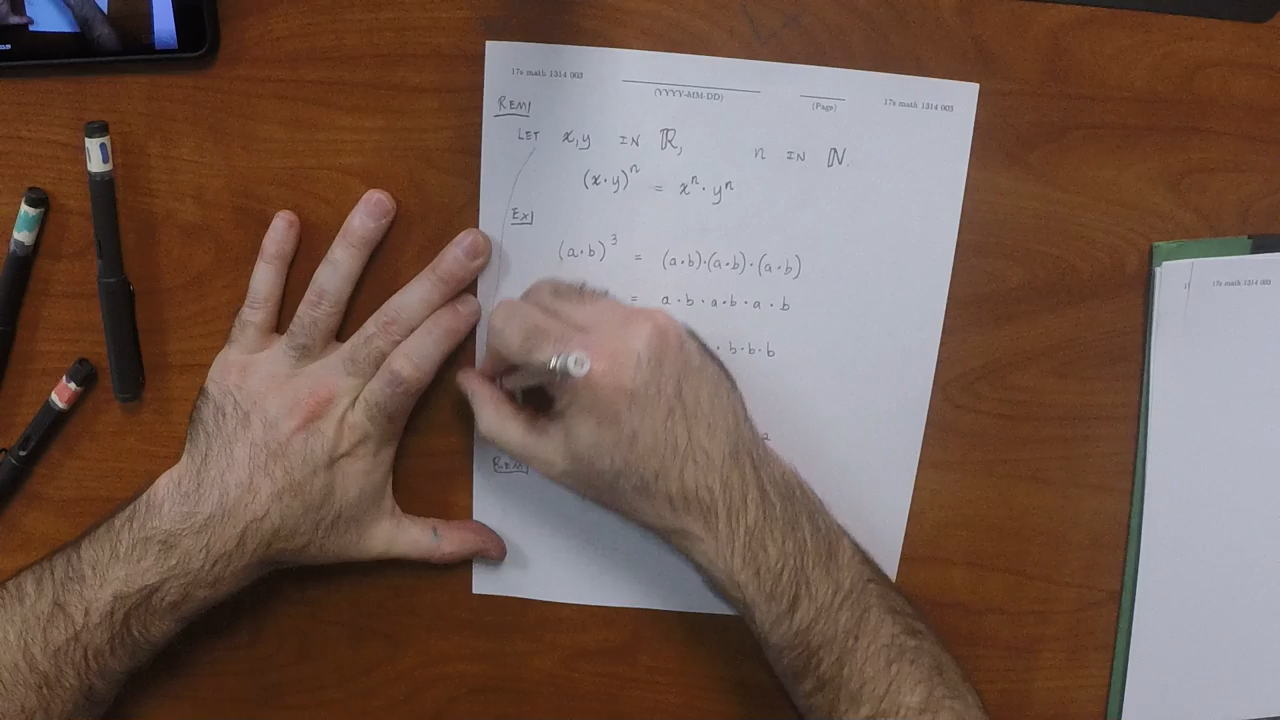 17s math 1314 003 (YYYY-MM-DD) (Page) 17s math 1314 003
REM
LET x, y IN ℝ, n IN ℕ.
(x·y)ⁿ = xⁿ·yⁿ
Ex
(a·b)³ = (a·b)·(a·b)·(a·b)
= a·b·a·b·a·b
· b·b·b
REM
17s math 1314 003